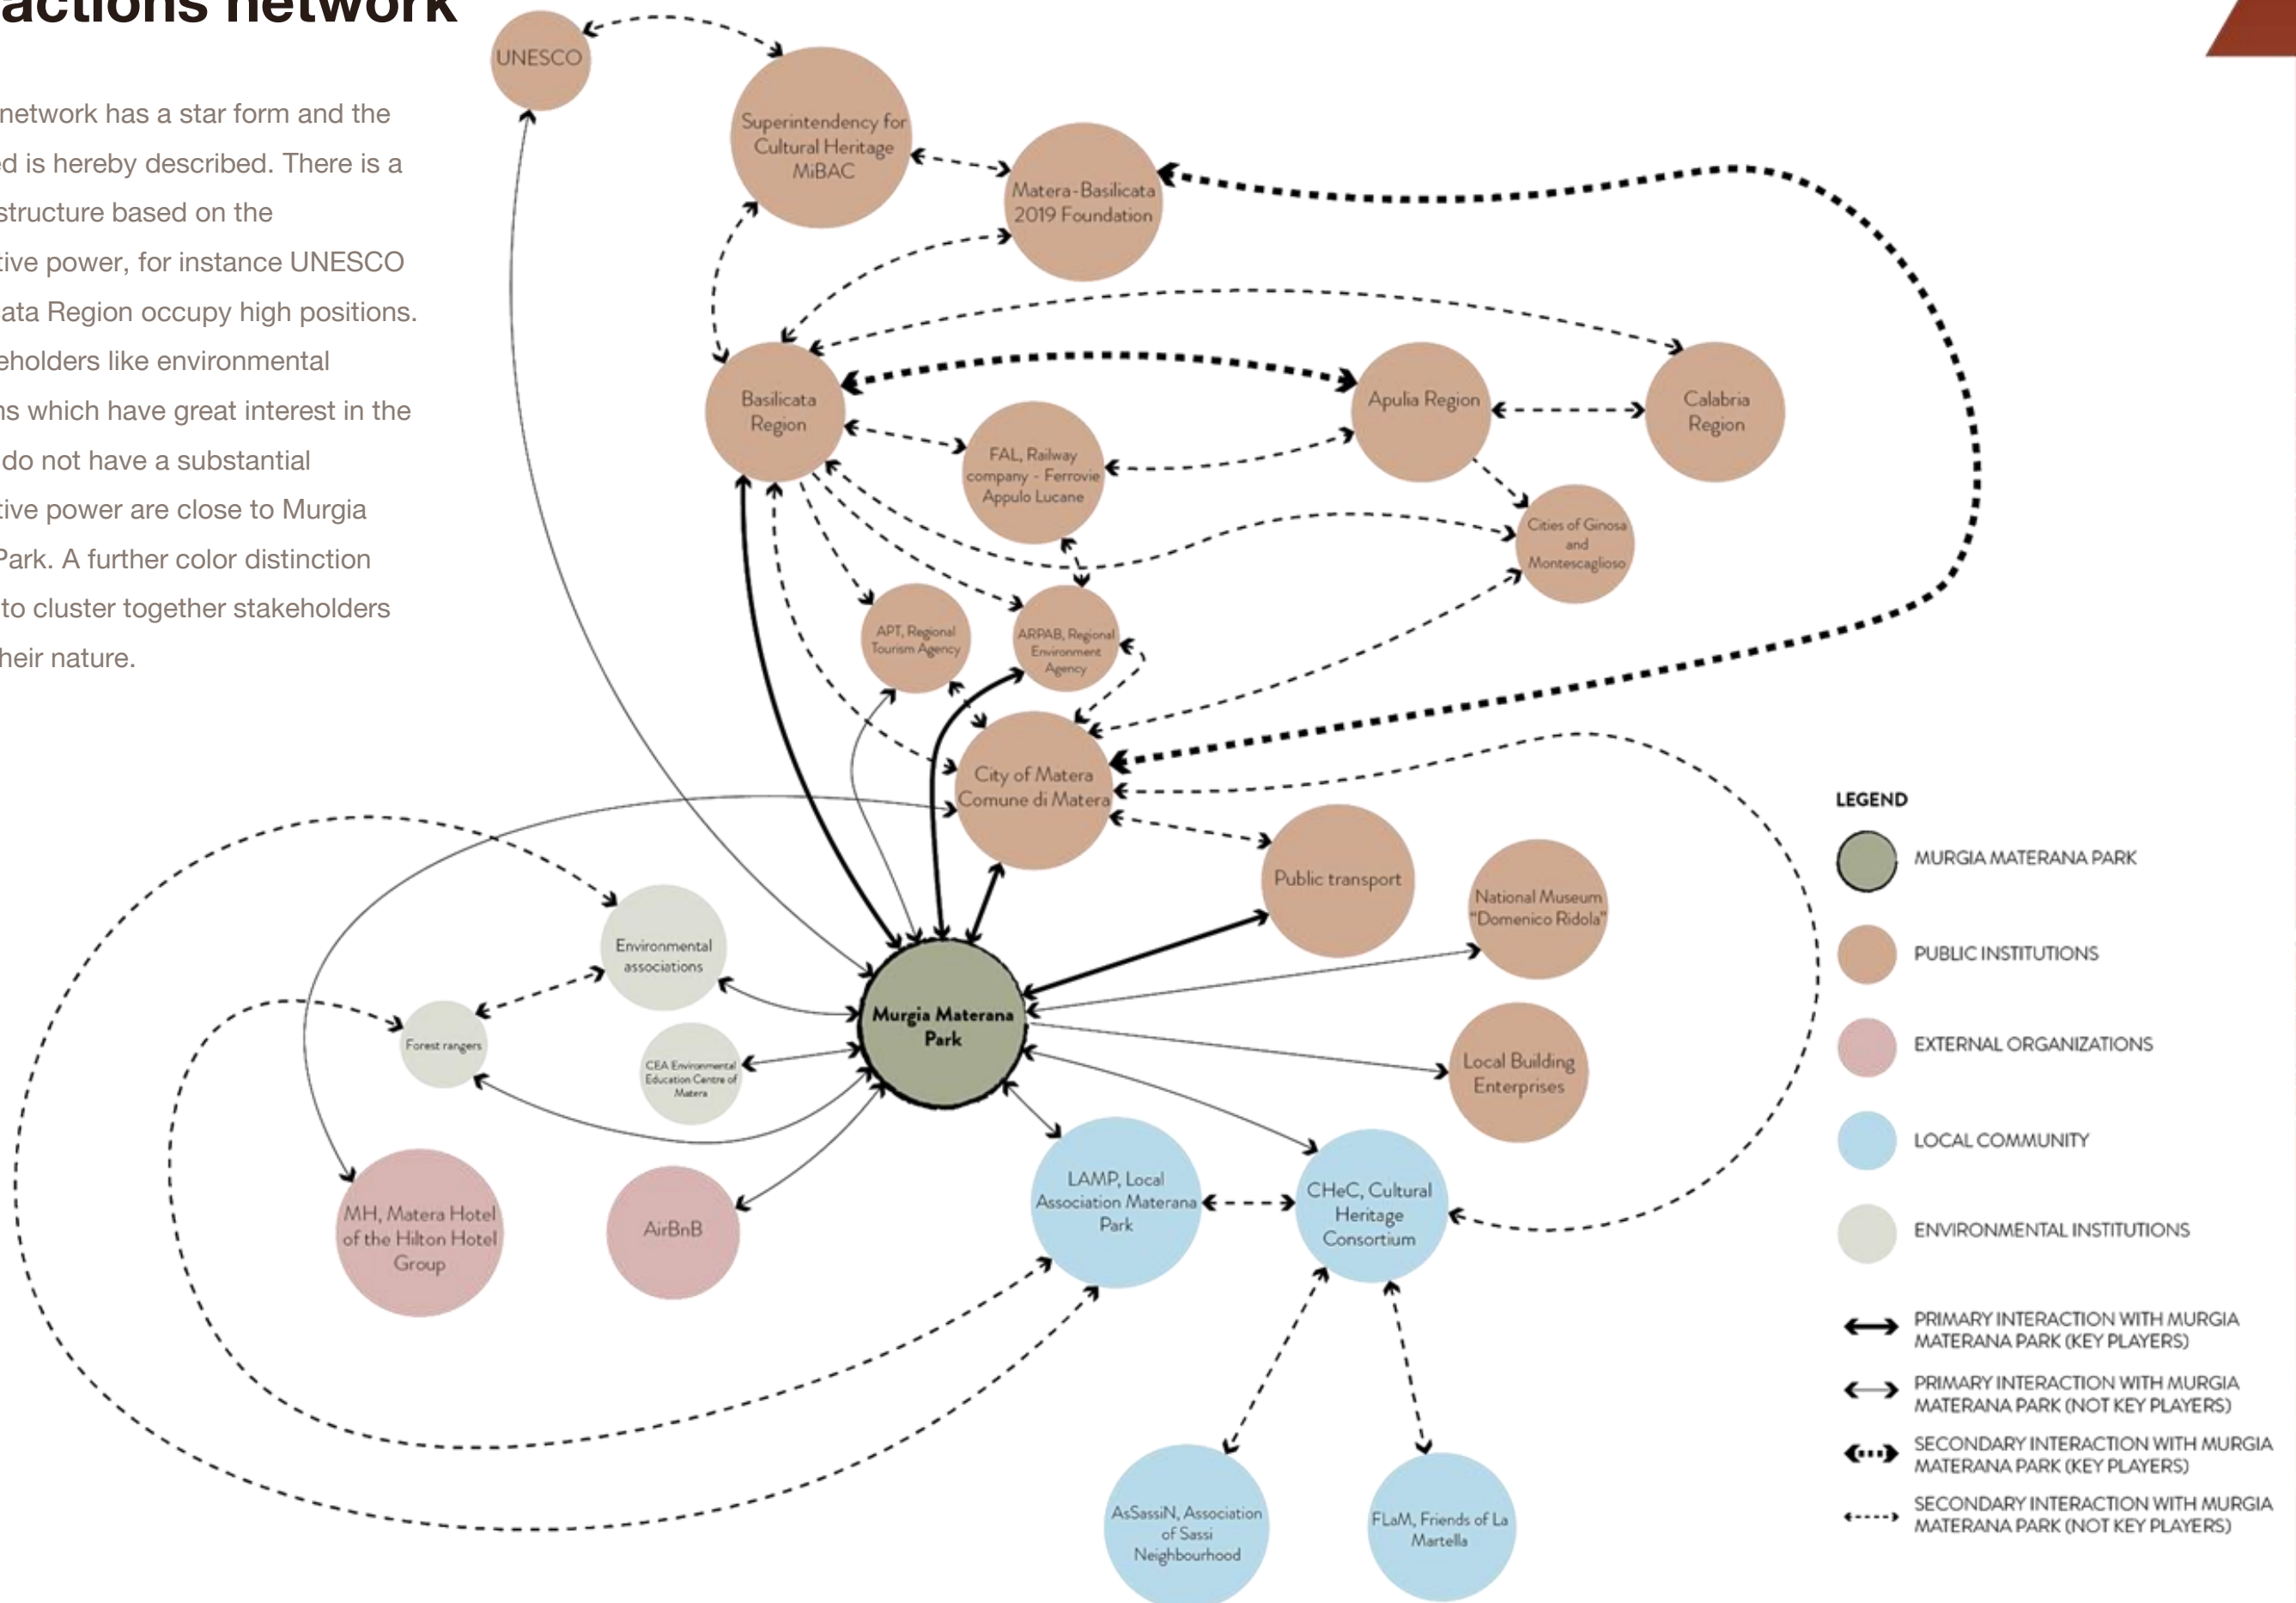 actions network
network has a star form and the
ed is hereby described. There is a
structure based on the
tive power, for instance UNESCO
cata Region occupy high positions.
eholders like environmental
ns which have great interest in the
do not have a substantial
tive power are close to Murgia
Park. A further color distinction
to cluster together stakeholders
their nature.
UNESCO
Superintendency for
Cultural Heritage
MiBAC
Matera-Basilicata
2019 Foundation
Basilicata
Region
Apulia Region
Calabria
Region
FAL, Railway
company - Ferrovie
Appulo Lucane
Cities of Ginosa
and
Montescaglioso
APT, Regional
Tourism Agency
ARPAB, Regional
Environment
Agency
City of Matera
Comune di Matera
Public transport
National Museum
"Domenico Ridola"
Environmental
associations
Murgia Materana
Park
Forest rangers
CEA Environmental
Education Centre of
Matera
Local Building
Enterprises
MH, Matera Hotel
of the Hilton Hotel
Group
AirBnB
LAMP, Local
Association Materana
Park
CHeC, Cultural
Heritage
Consortium
AsSassiN, Association
of Sassi
Neighbourhood
FLaM, Friends of La
Martella
LEGEND
MURGIA MATERANA PARK
PUBLIC INSTITUTIONS
EXTERNAL ORGANIZATIONS
LOCAL COMMUNITY
ENVIRONMENTAL INSTITUTIONS
PRIMARY INTERACTION WITH MURGIA
MATERANA PARK (KEY PLAYERS)
PRIMARY INTERACTION WITH MURGIA
MATERANA PARK (NOT KEY PLAYERS)
SECONDARY INTERACTION WITH MURGIA
MATERANA PARK (KEY PLAYERS)
SECONDARY INTERACTION WITH MURGIA
MATERANA PARK (NOT KEY PLAYERS)